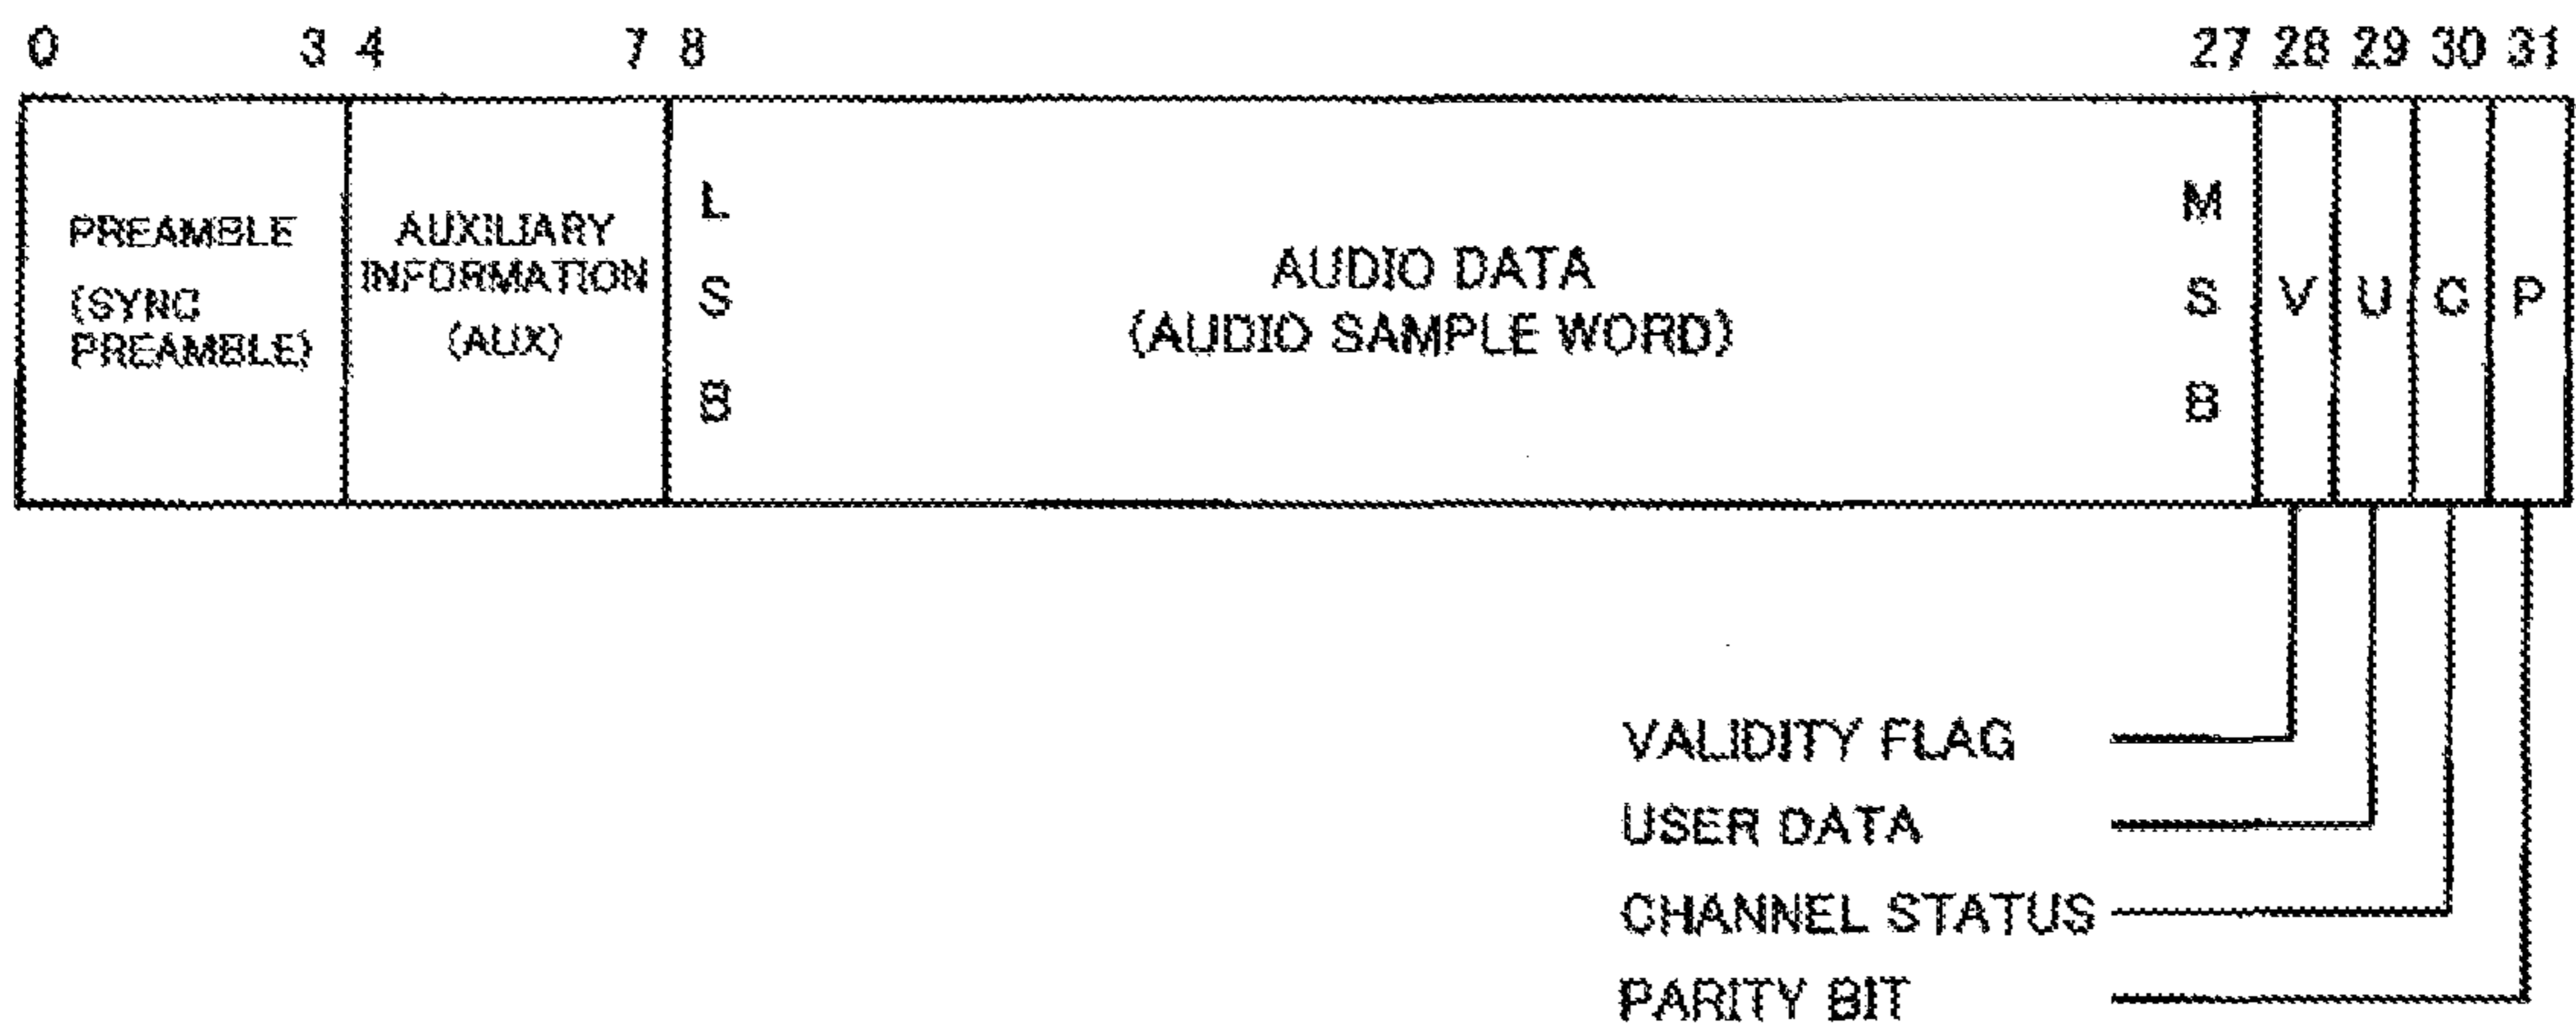 0 3 4 7 8 27 28 29 30 31
PREAMBLE
(SYNC
PREAMBLE)
AUXILIARY
INFORMATION
(AUX)
L
S
B
AUDIO DATA
(AUDIO SAMPLE WORD)
M
S
B
V U C P
VALIDITY FLAG
USER DATA
CHANNEL STATUS
PARITY BIT